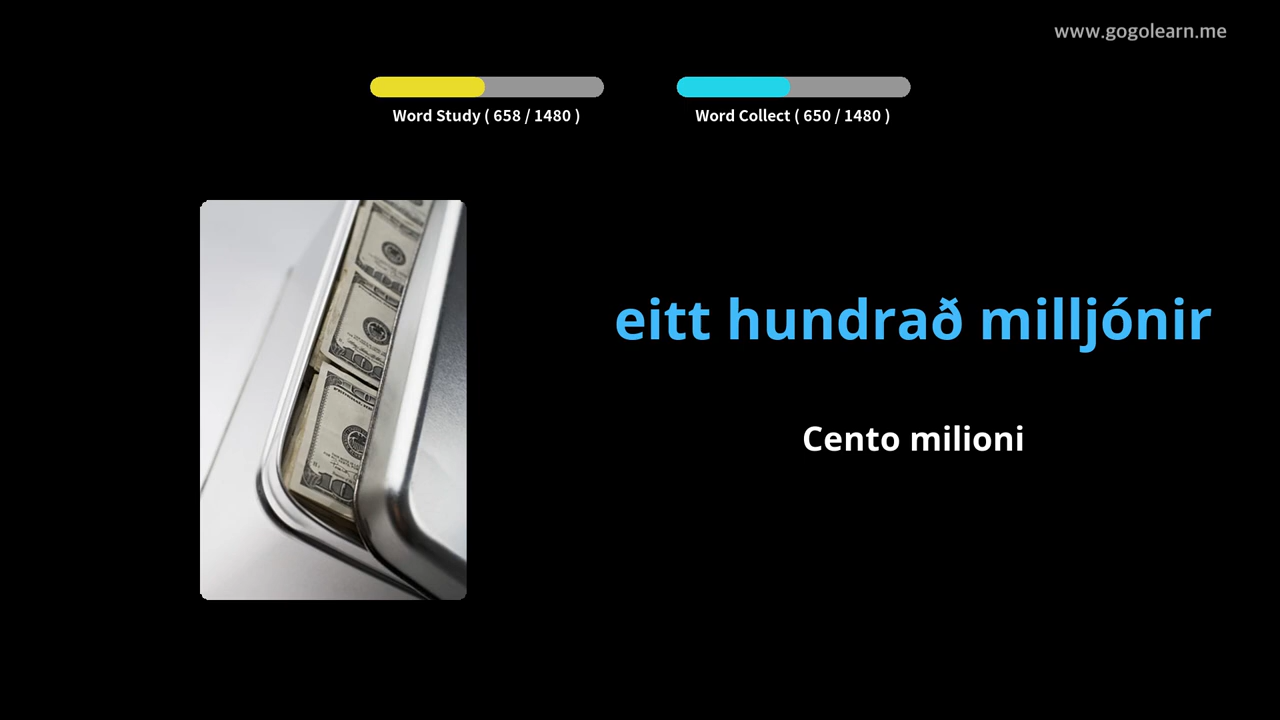 www.gogolearn.me
Word Study ( 658 / 1480 )
Word Collect ( 650 / 1480 )
eitt hundrað milljónir
Cento milioni